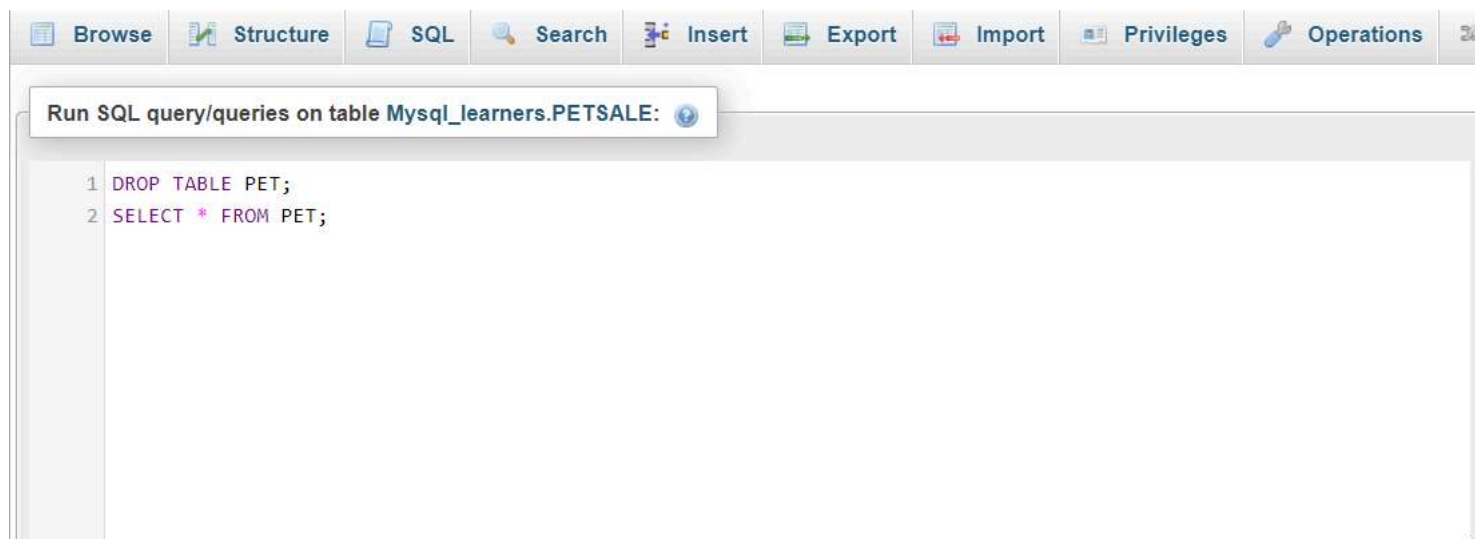 Browse Structure SQL Search Insert Export Import Privileges Operations
Run SQL query/queries on table Mysql_learners.PETSALE:
1 DROP TABLE PET;
2 SELECT * FROM PET;